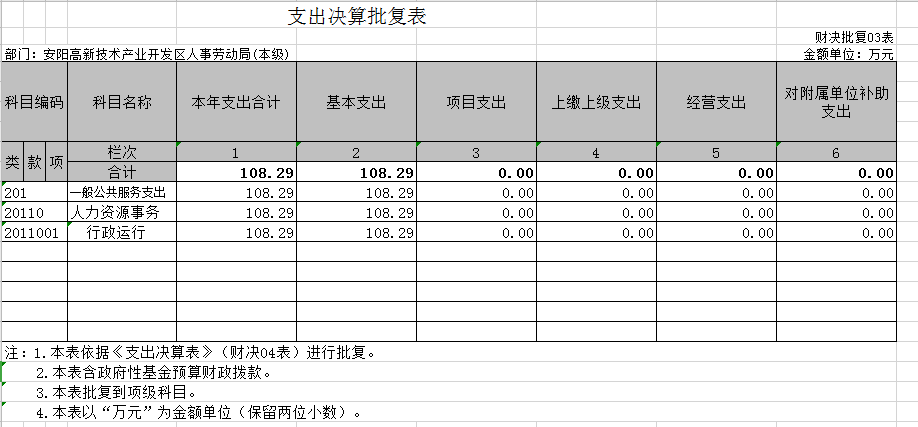 支出决算批复表
财决批复03表
部门：安阳高新技术产业开发区人事劳动局(本级) 金额单位：万元
科目编码 科目名称 本年支出合计 基本支出 项目支出 上缴上级支出 经营支出 对附属单位补助支出
类 款 项 栏次 1 2 3 4 5 6
合计 108.29 108.29 0.00 0.00 0.00 0.00
201 一般公共服务支出 108.29 108.29 0.00 0.00 0.00 0.00
20110 人力资源事务 108.29 108.29 0.00 0.00 0.00 0.00
2011001 行政运行 108.29 108.29 0.00 0.00 0.00 0.00
注：1.本表依据《支出决算表》（财决04表）进行批复。
2.本表含政府性基金预算财政拨款。
3.本表批复到项级科目。
4.本表以“万元”为金额单位（保留两位小数）。